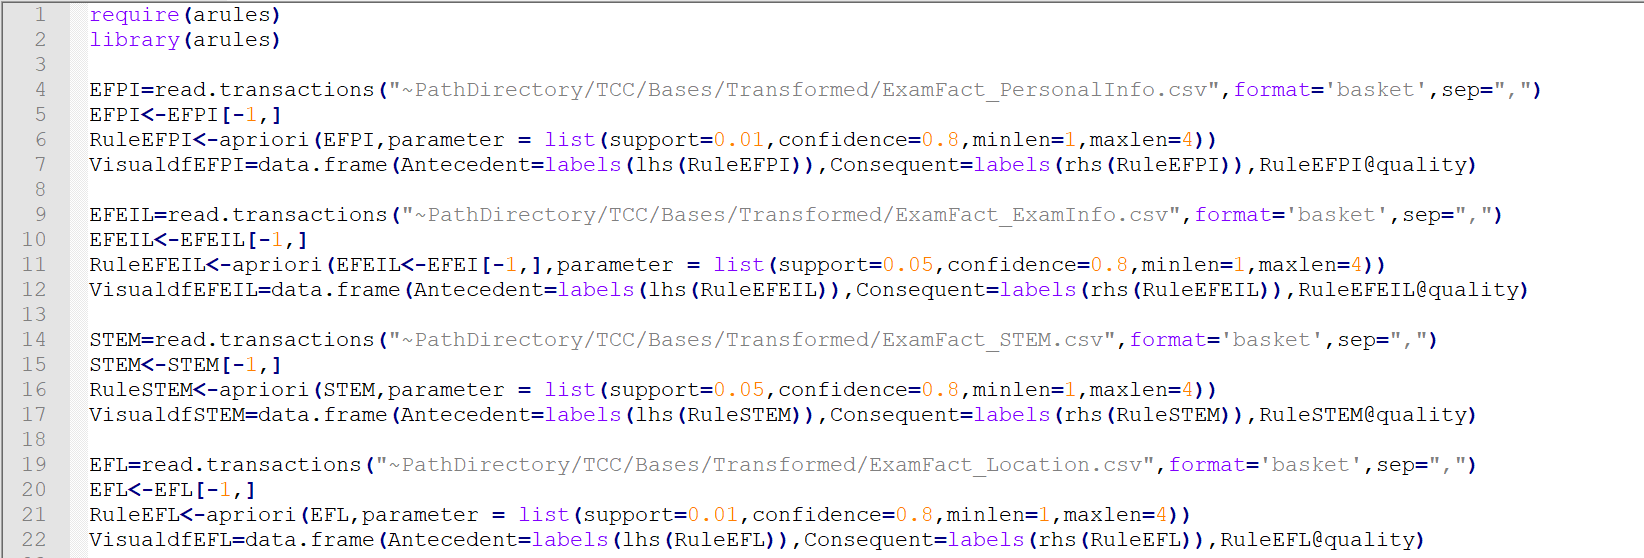 1 require(arules)
2 library(arules)
3
4 EFPI=read.transactions("~PathDirectory/TCC/Bases/Transformed/ExamFact_PersonalInfo.csv",format='basket',sep=",")
5 EFPI<-EFPI[-1,]
6 RuleEFPI<-apriori(EFPI,parameter = list(support=0.01,confidence=0.8,minlen=1,maxlen=4))
7 VisualdfEFPI=data.frame(Antecedent=labels(lhs(RuleEFPI)),Consequent=labels(rhs(RuleEFPI)),RuleEFPI@quality)
8
9 EFEIL=read.transactions("~PathDirectory/TCC/Bases/Transformed/ExamFact_ExamInfo.csv",format='basket',sep=",")
10 EFEIL<-EFEIL[-1,]
11 RuleEFEIL<-apriori(EFEIL<-EFEI[-1,],parameter = list(support=0.05,confidence=0.8,minlen=1,maxlen=4))
12 VisualdfEFEIL=data.frame(Antecedent=labels(lhs(RuleEFEIL)),Consequent=labels(rhs(RuleEFEIL)),RuleEFEIL@quality)
13
14 STEM=read.transactions("~PathDirectory/TCC/Bases/Transformed/ExamFact_STEM.csv",format='basket',sep=",")
15 STEM<-STEM[-1,]
16 RuleSTEM<-apriori(STEM,parameter = list(support=0.05,confidence=0.8,minlen=1,maxlen=4))
17 VisualdfSTEM=data.frame(Antecedent=labels(lhs(RuleSTEM)),Consequent=labels(rhs(RuleSTEM)),RuleSTEM@quality)
18
19 EFL=read.transactions("~PathDirectory/TCC/Bases/Transformed/ExamFact_Location.csv",format='basket',sep=",")
20 EFL<-EFL[-1,]
21 RuleEFL<-apriori(EFL,parameter = list(support=0.01,confidence=0.8,minlen=1,maxlen=4))
22 VisualdfEFL=data.frame(Antecedent=labels(lhs(RuleEFL)),Consequent=labels(rhs(RuleEFL)),RuleEFL@quality)